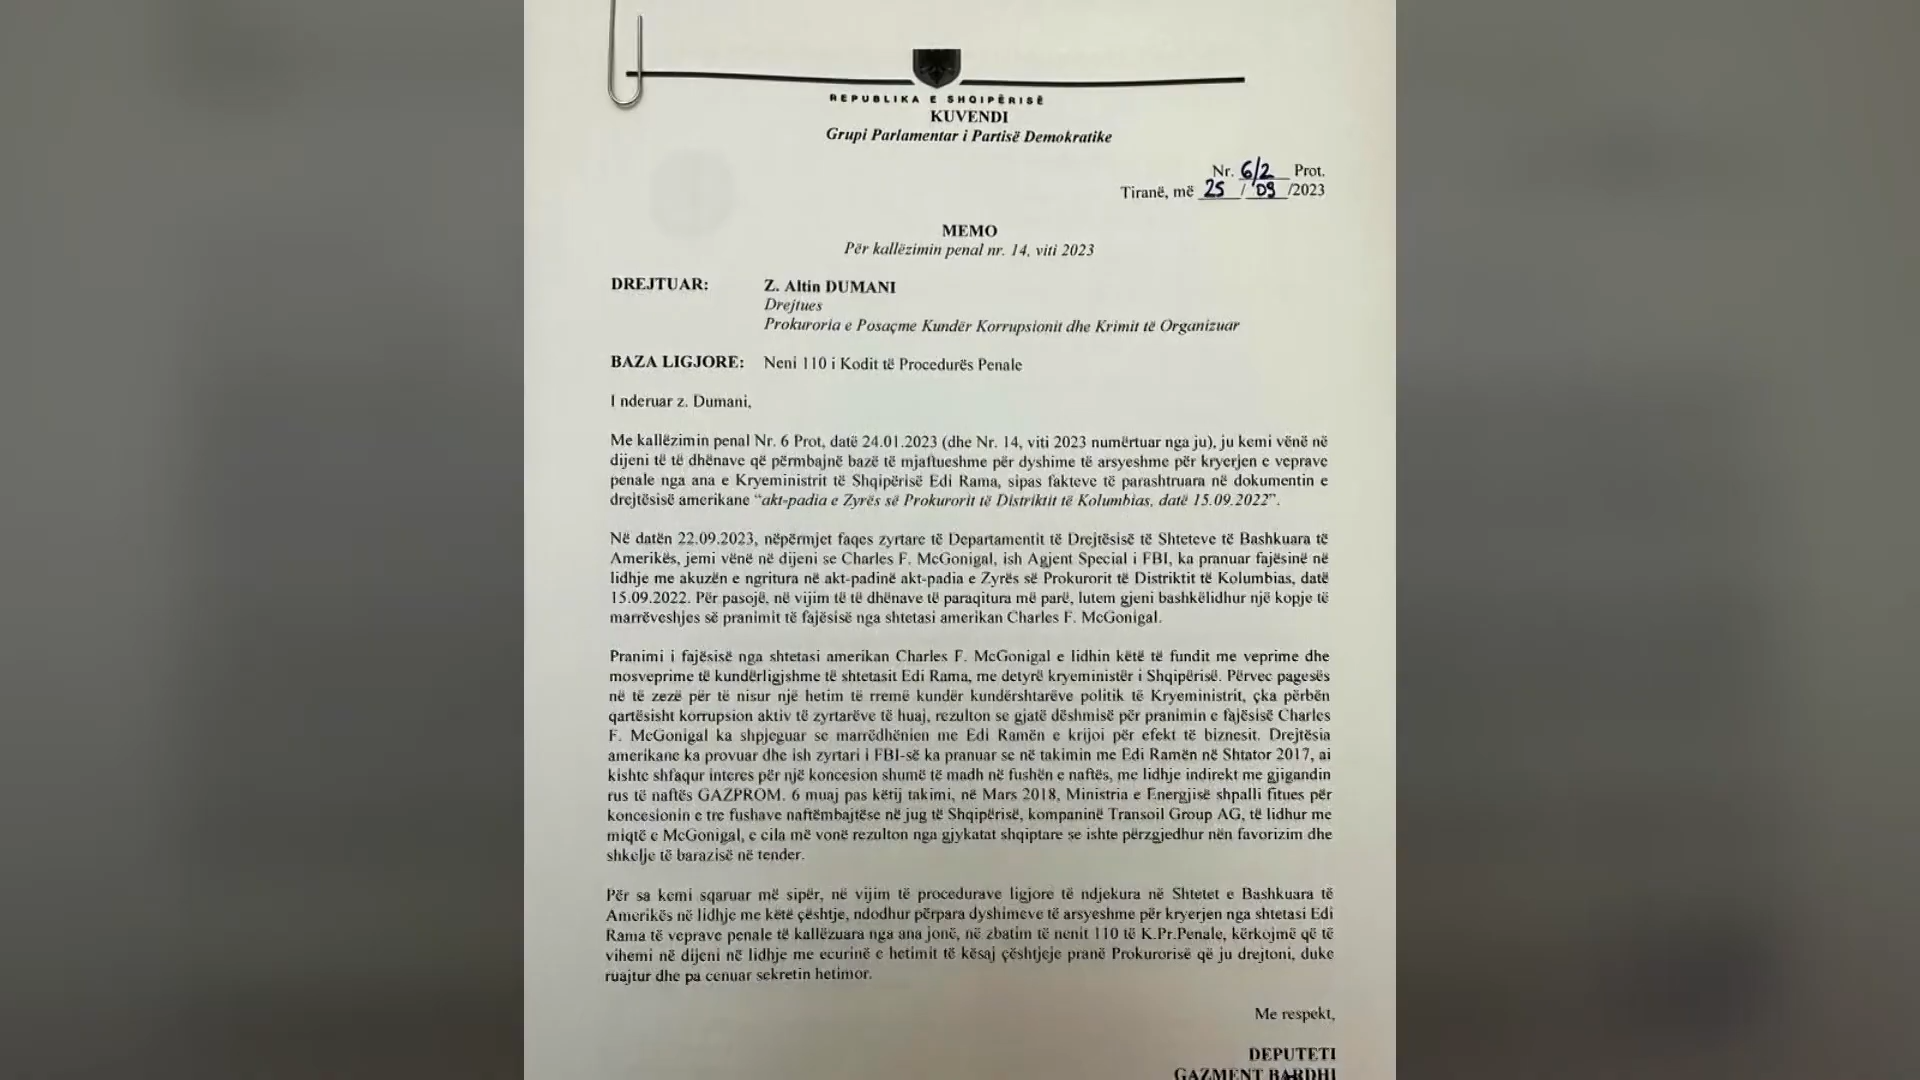 REPUBLIKA E SHQIPËRISË
KUVENDI
Grupi Parlamentar i Partisë Demokratike
Nr. 6/2 Prot.
Tiranë, më 25 / 09 /2023
MEMO
Për kallëzimin penal nr. 14, viti 2023
DREJTUAR: Z. Altin DUMANI
Drejtues
Prokuroria e Posaçme Kundër Korrupsionit dhe Krimit të Organizuar
BAZA LIGJORE: Neni 110 i Kodit të Procedurës Penale
I nderuar z. Dumani,
Me kallëzimin penal Nr. 6 Prot, datë 24.01.2023 (dhe Nr. 14, viti 2023 numërtuar nga ju), ju kemi vënë në
dijeni të të dhënave që përmbajnë bazë të mjaftueshme për dyshime të arsyeshme për kryerjen e veprave
penale nga ana e Kryeministrit të Shqipërisë Edi Rama, sipas fakteve të parashtruara në dokumentin e
drejtësisë amerikane “akt-padia e Zyrës së Prokurorit të Distriktit të Kolumbias, datë 15.09.2022”.
Në datën 22.09.2023, nëpërmjet faqes zyrtare të Departamentit të Drejtësisë të Shteteve të Bashkuara të
Amerikës, jemi vënë në dijeni se Charles F. McGonigal, ish Agjent Special i FBI, ka pranuar fajësinë në
lidhje me akuzën e ngritura në akt-padinë akt-padia e Zyrës së Prokurorit të Distriktit të Kolumbias, datë
15.09.2022. Për pasojë, në vijim të të dhënave të paraqitura më parë, lutem gjeni bashkëlidhur një kopje të
marrëveshjes së pranimit të fajësisë nga shtetasi amerikan Charles F. McGonigal.
Pranimi i fajësisë nga shtetasi amerikan Charles F. McGonigal e lidhin këtë të fundit me veprime dhe
mosveprime të kundërligjshme të shtetasit Edi Rama, me detyrë kryeministër i Shqipërisë. Përvec pagesës
në të zezë për të nisur një hetim të rremë kundër kundërshtarëve politik të Kryeministrit, çka përbën
qartësisht korrupsion aktiv të zyrtarëve të huaj, rezulton se gjatë dëshmisë për pranimin e fajësisë Charles
F. McGonigal ka shpjeguar se marrëdhënien me Edi Ramën e krijoi për efekt të biznesit. Drejtësia
amerikane ka provuar dhe ish zyrtari i FBI-së ka pranuar se në takimin me Edi Ramën në Shtator 2017, ai
kishte shfaqur interes për një koncesion shumë të madh në fushën e naftës, me lidhje indirekt me gjigandin
rus të naftës GAZPROM. 6 muaj pas këtij takimi, në Mars 2018, Ministria e Energjisë shpalli fitues për
koncesionin e tre fushave naftëmbajtëse në jug të Shqipërisë, kompaninë Transoil Group AG, të lidhur me
miqtë e McGonigal, e cila më vonë rezulton nga gjykatat shqiptare se ishte përzgjedhur nën favorizim dhe
shkelje të barazisë në tender.
Për sa kemi sqaruar më sipër, në vijim të procedurave ligjore të ndjekura në Shtetet e Bashkuara të
Amerikës në lidhje me këtë çështje, ndodhur përpara dyshimeve të arsyeshme për kryerjen nga shtetasi Edi
Rama të veprave penale të kallëzuara nga ana jonë, në zbatim të nenit 110 të K.Pr.Penale, kërkojmë që të
vihemi në dijeni në lidhje me ecurinë e hetimit të kësaj çështjeje pranë Prokurorisë që ju drejtoni, duke
ruajtur dhe pa cenuar sekretin hetimor.
Me respekt,
DEPUTETI
GAZMENT BARDHI